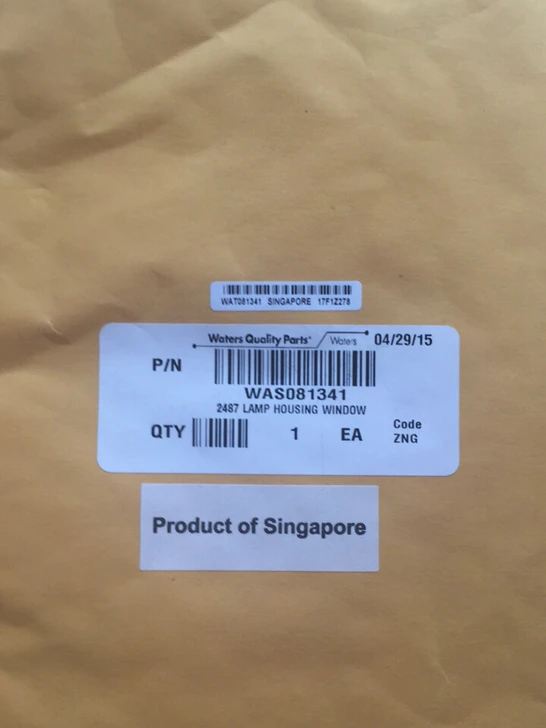 WAT081341 SINGAPORE 17F1Z278
Waters Quality Parts Waters 04/29/15
P/N
WAS081341
2487 LAMP HOUSING WINDOW
QTY 1 EA Code
ZNG
Product of Singapore